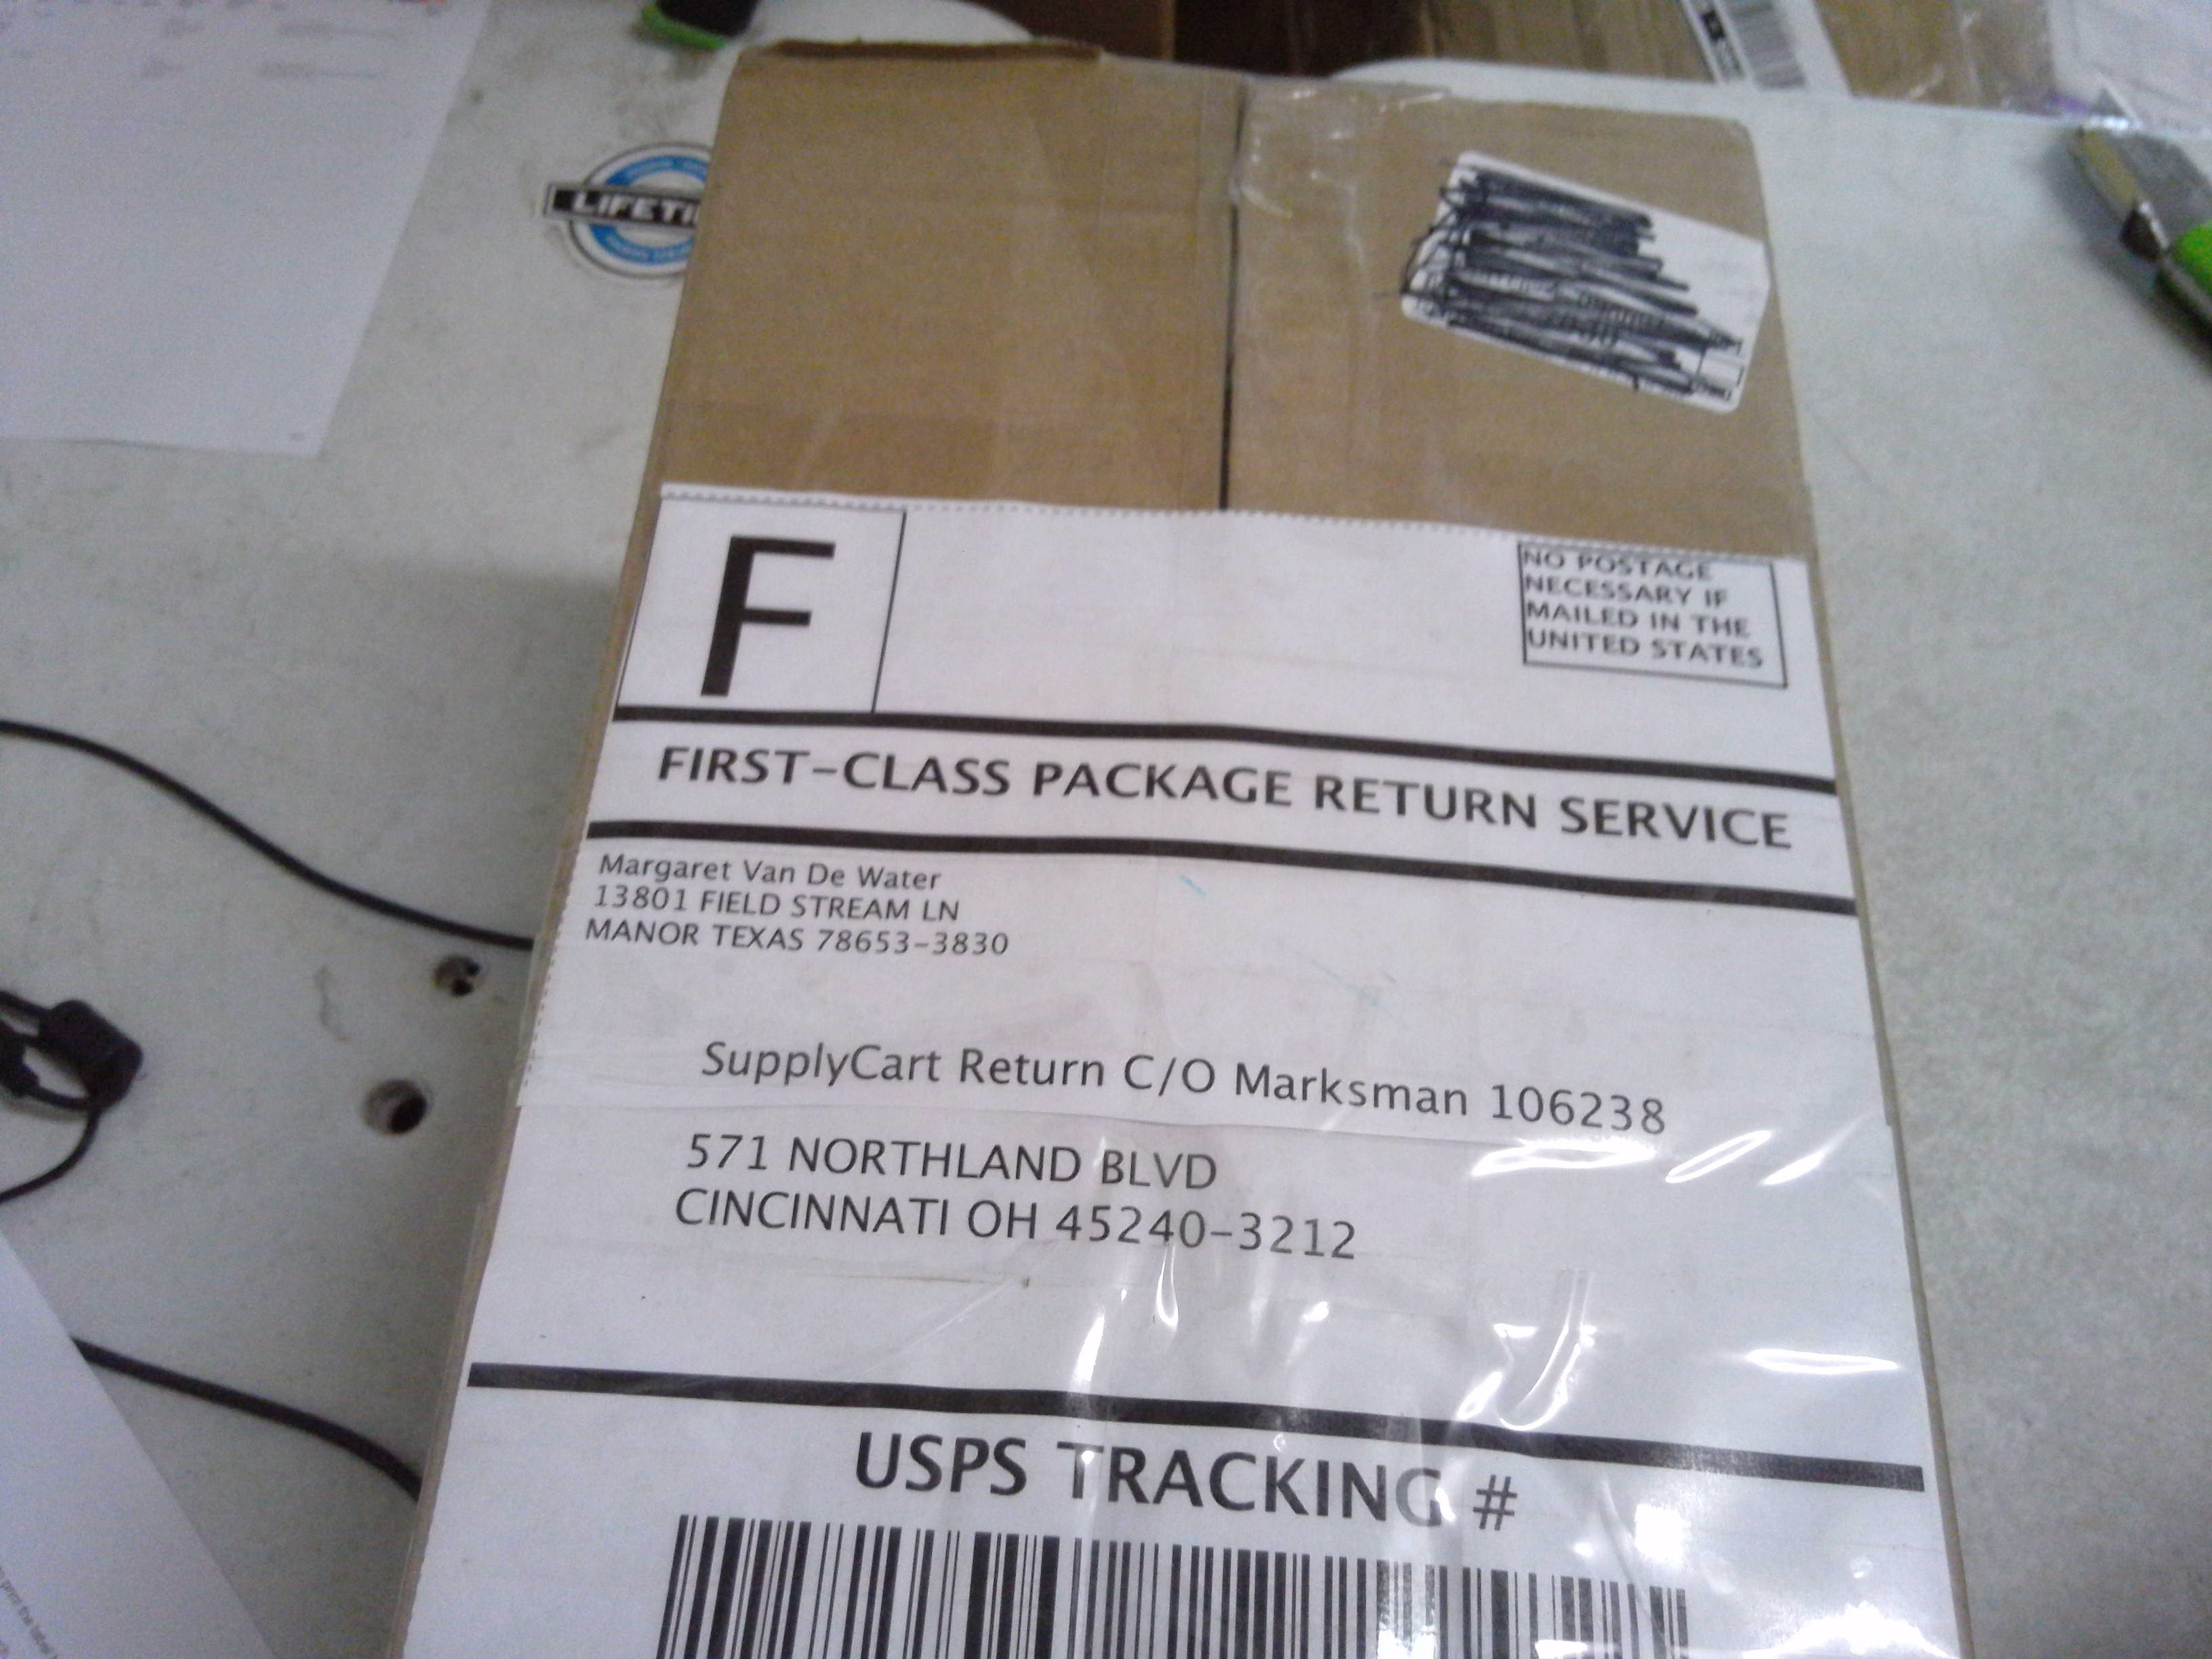 LIFETI
F
NO POSTAGE
NECESSARY IF
MAILED IN THE
UNITED STATES
FIRST-CLASS PACKAGE RETURN SERVICE
Margaret Van De Water
13801 FIELD STREAM LN
MANOR TEXAS 78653-3830
SupplyCart Return C/O Marksman 106238
571 NORTHLAND BLVD
CINCINNATI OH 45240-3212
USPS TRACKING #